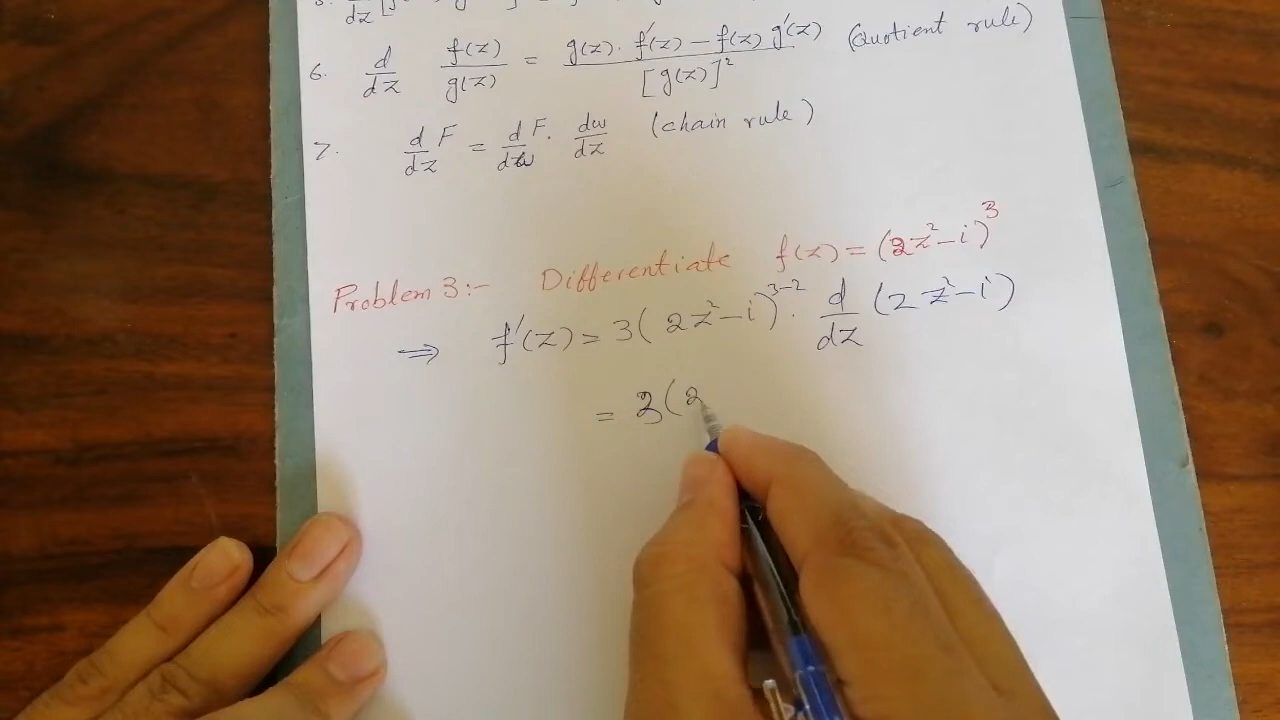 6. d/dz f(z)/g(z) = g(z). f'(z) - f(z) g'(z) / [g(z)]² (Quotient rule)
7. d/dz F = d/dw F. dw/dz (chain rule)
Problem 3:- Differentiate f(z) = (2z²-i)³
⇒ f'(z) = 3(2z²-i)³⁻² . d/dz (2z²-i)
= 3(2